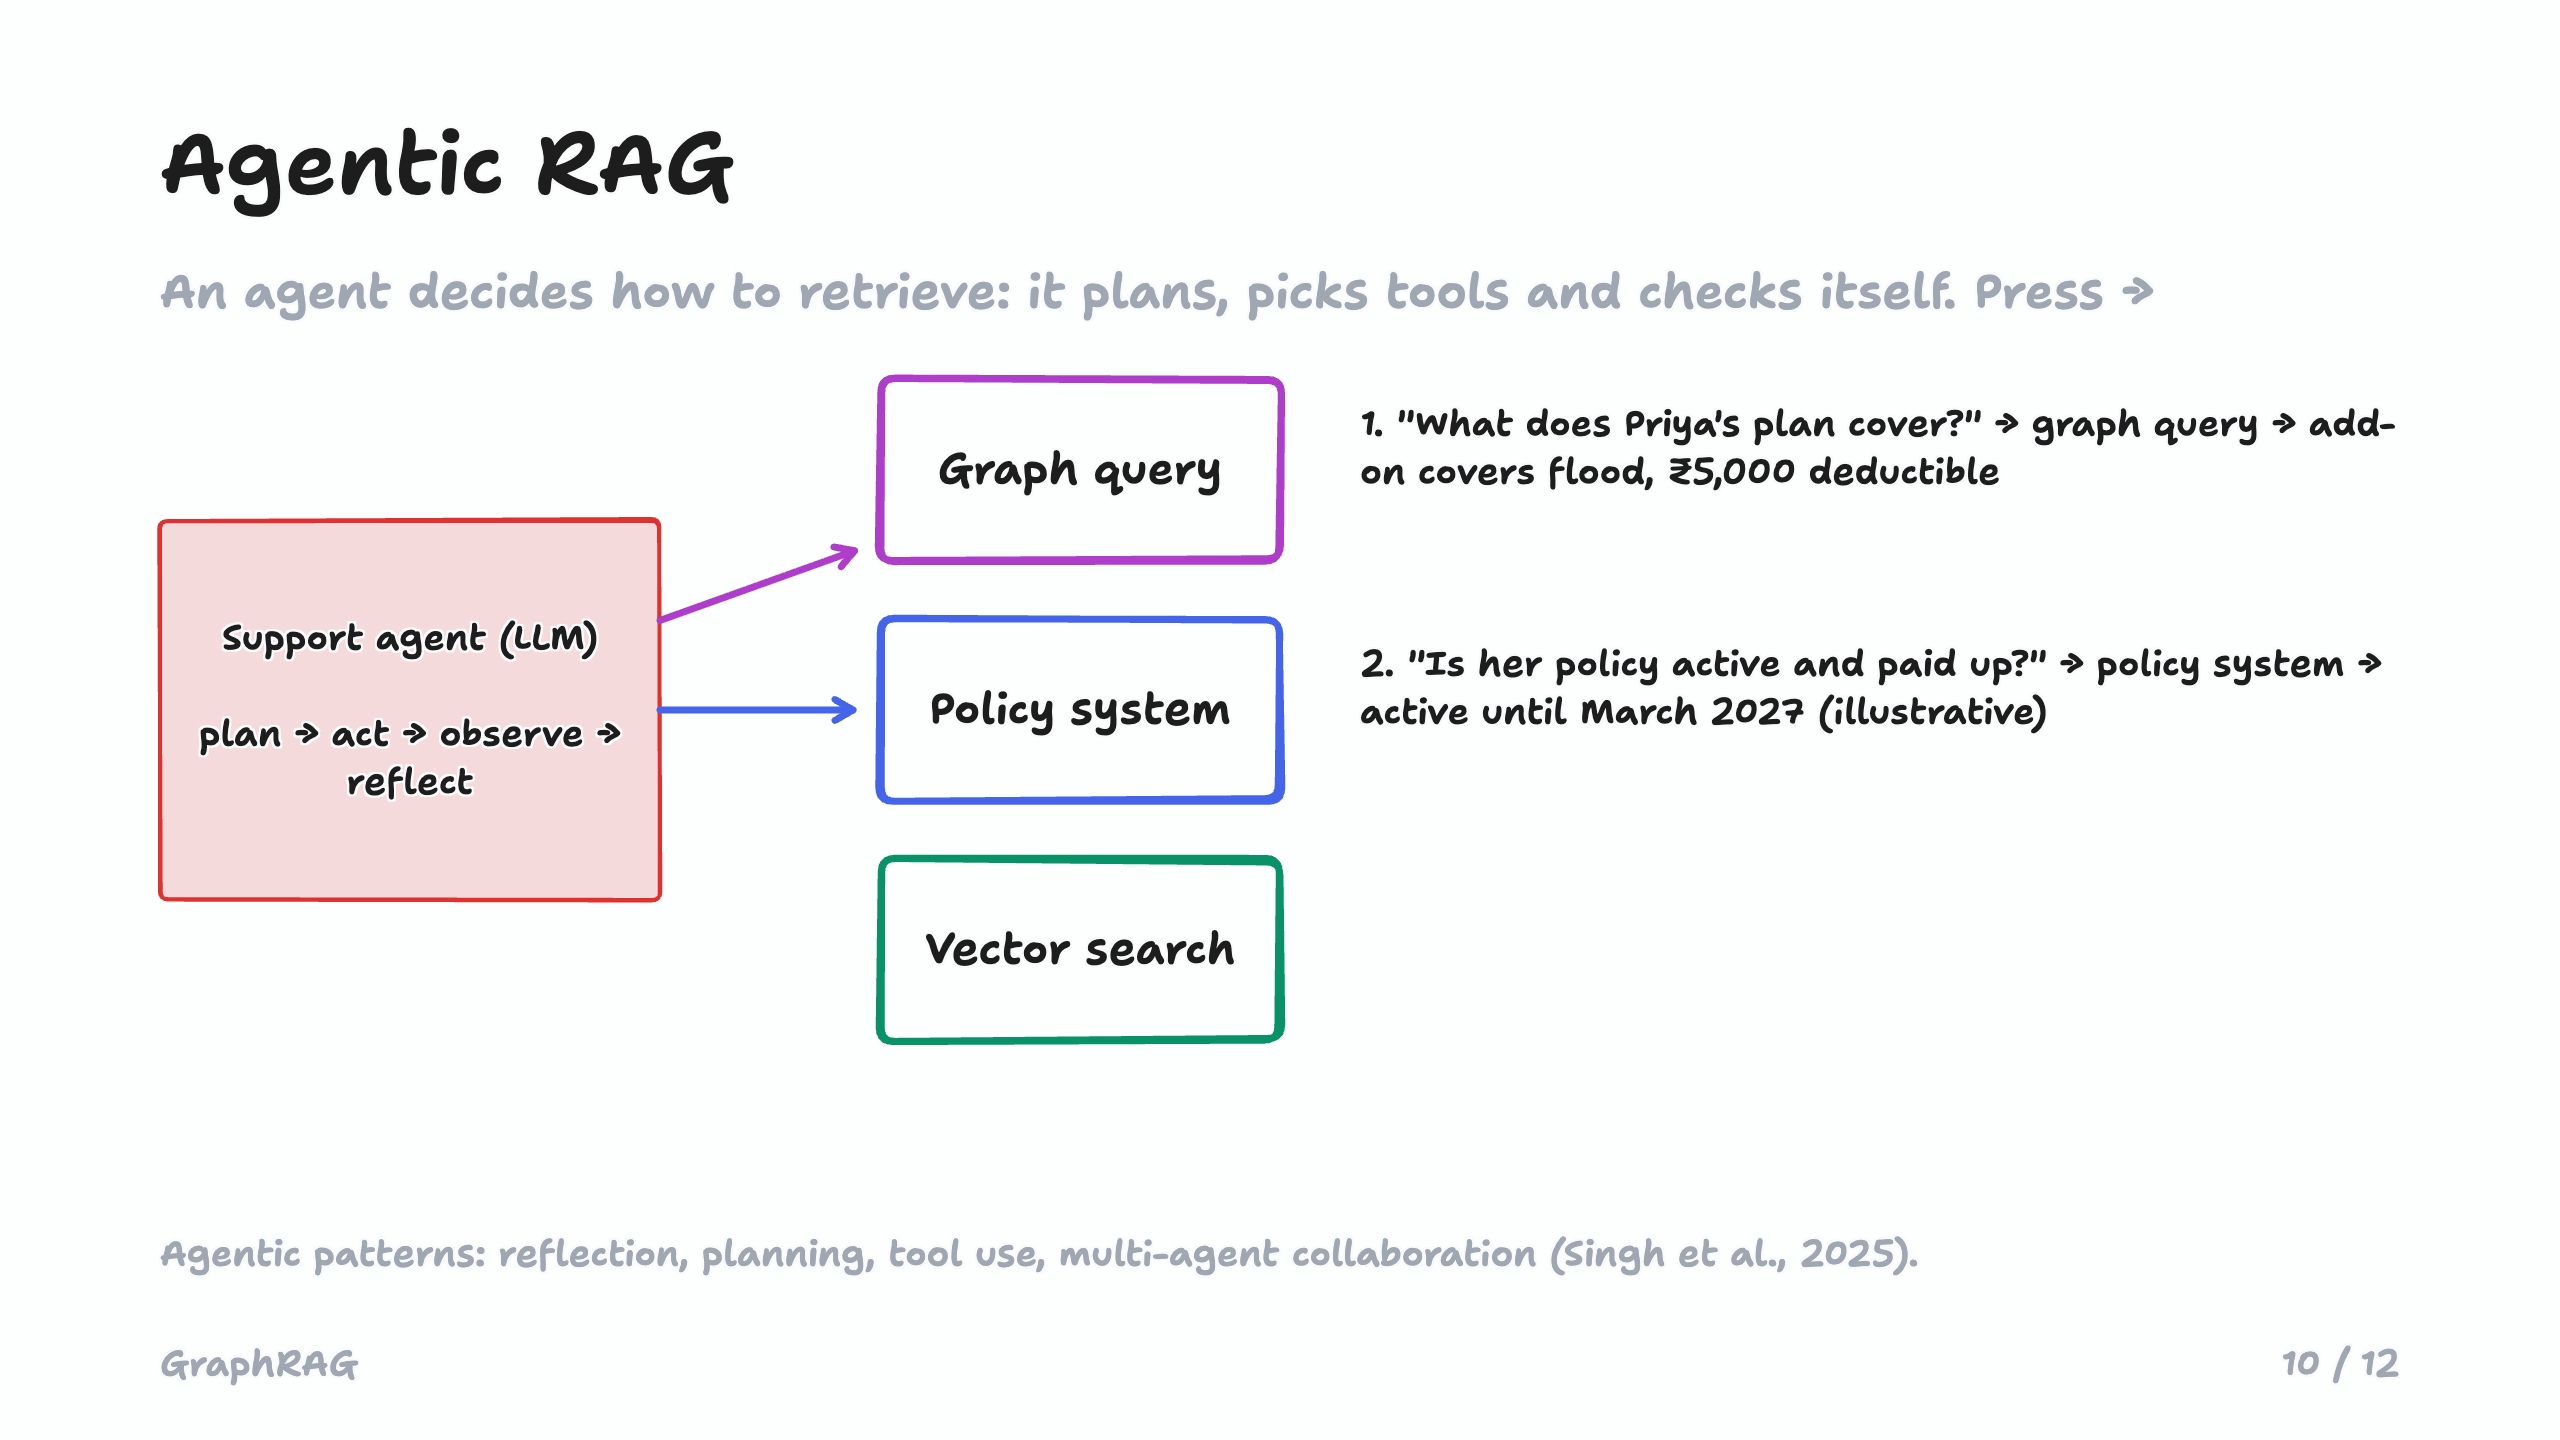 Agentic RAG
An agent decides how to retrieve: it plans, picks tools and checks itself. Press →
Support agent (LLM)
plan → act → observe →
reflect
Graph query
1. "What does Priya's plan cover?" → graph query → add-
on covers flood, ₹5,000 deductible
Policy system
2. "Is her policy active and paid up?" → policy system →
active until March 2027 (illustrative)
Vector search
Agentic patterns: reflection, planning, tool use, multi-agent collaboration (Singh et al., 2025).
GraphRAG
10 / 12